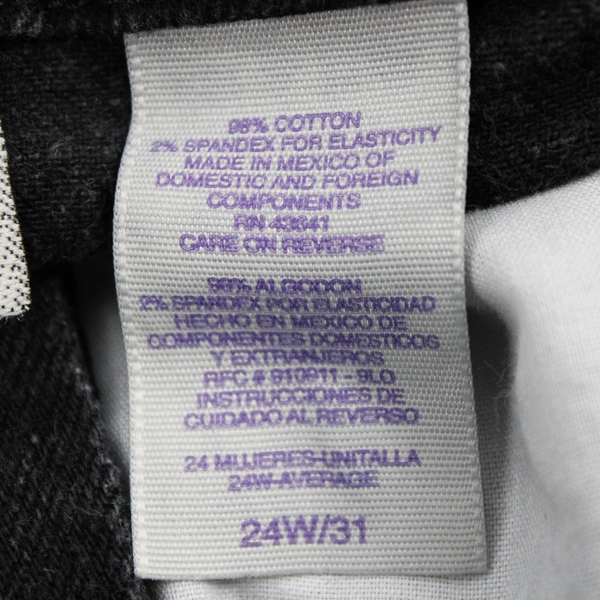 98% COTTON
2% SPANDEX FOR ELASTICITY
MADE IN MEXICO OF
DOMESTIC AND FOREIGN
COMPONENTS
RN 43641
CARE ON REVERSE
98% ALGODON
2% SPANDEX POR ELASTICIDAD
HECHO EN MEXICO DE
COMPONENTES DOMESTICOS
Y EXTRANJEROS
RFC # 910911 - 9LO
INSTRUCCIONES DE
CUIDADO AL REVERSO
24 MUJERES-UNITALLA
24W-AVERAGE
24W/31